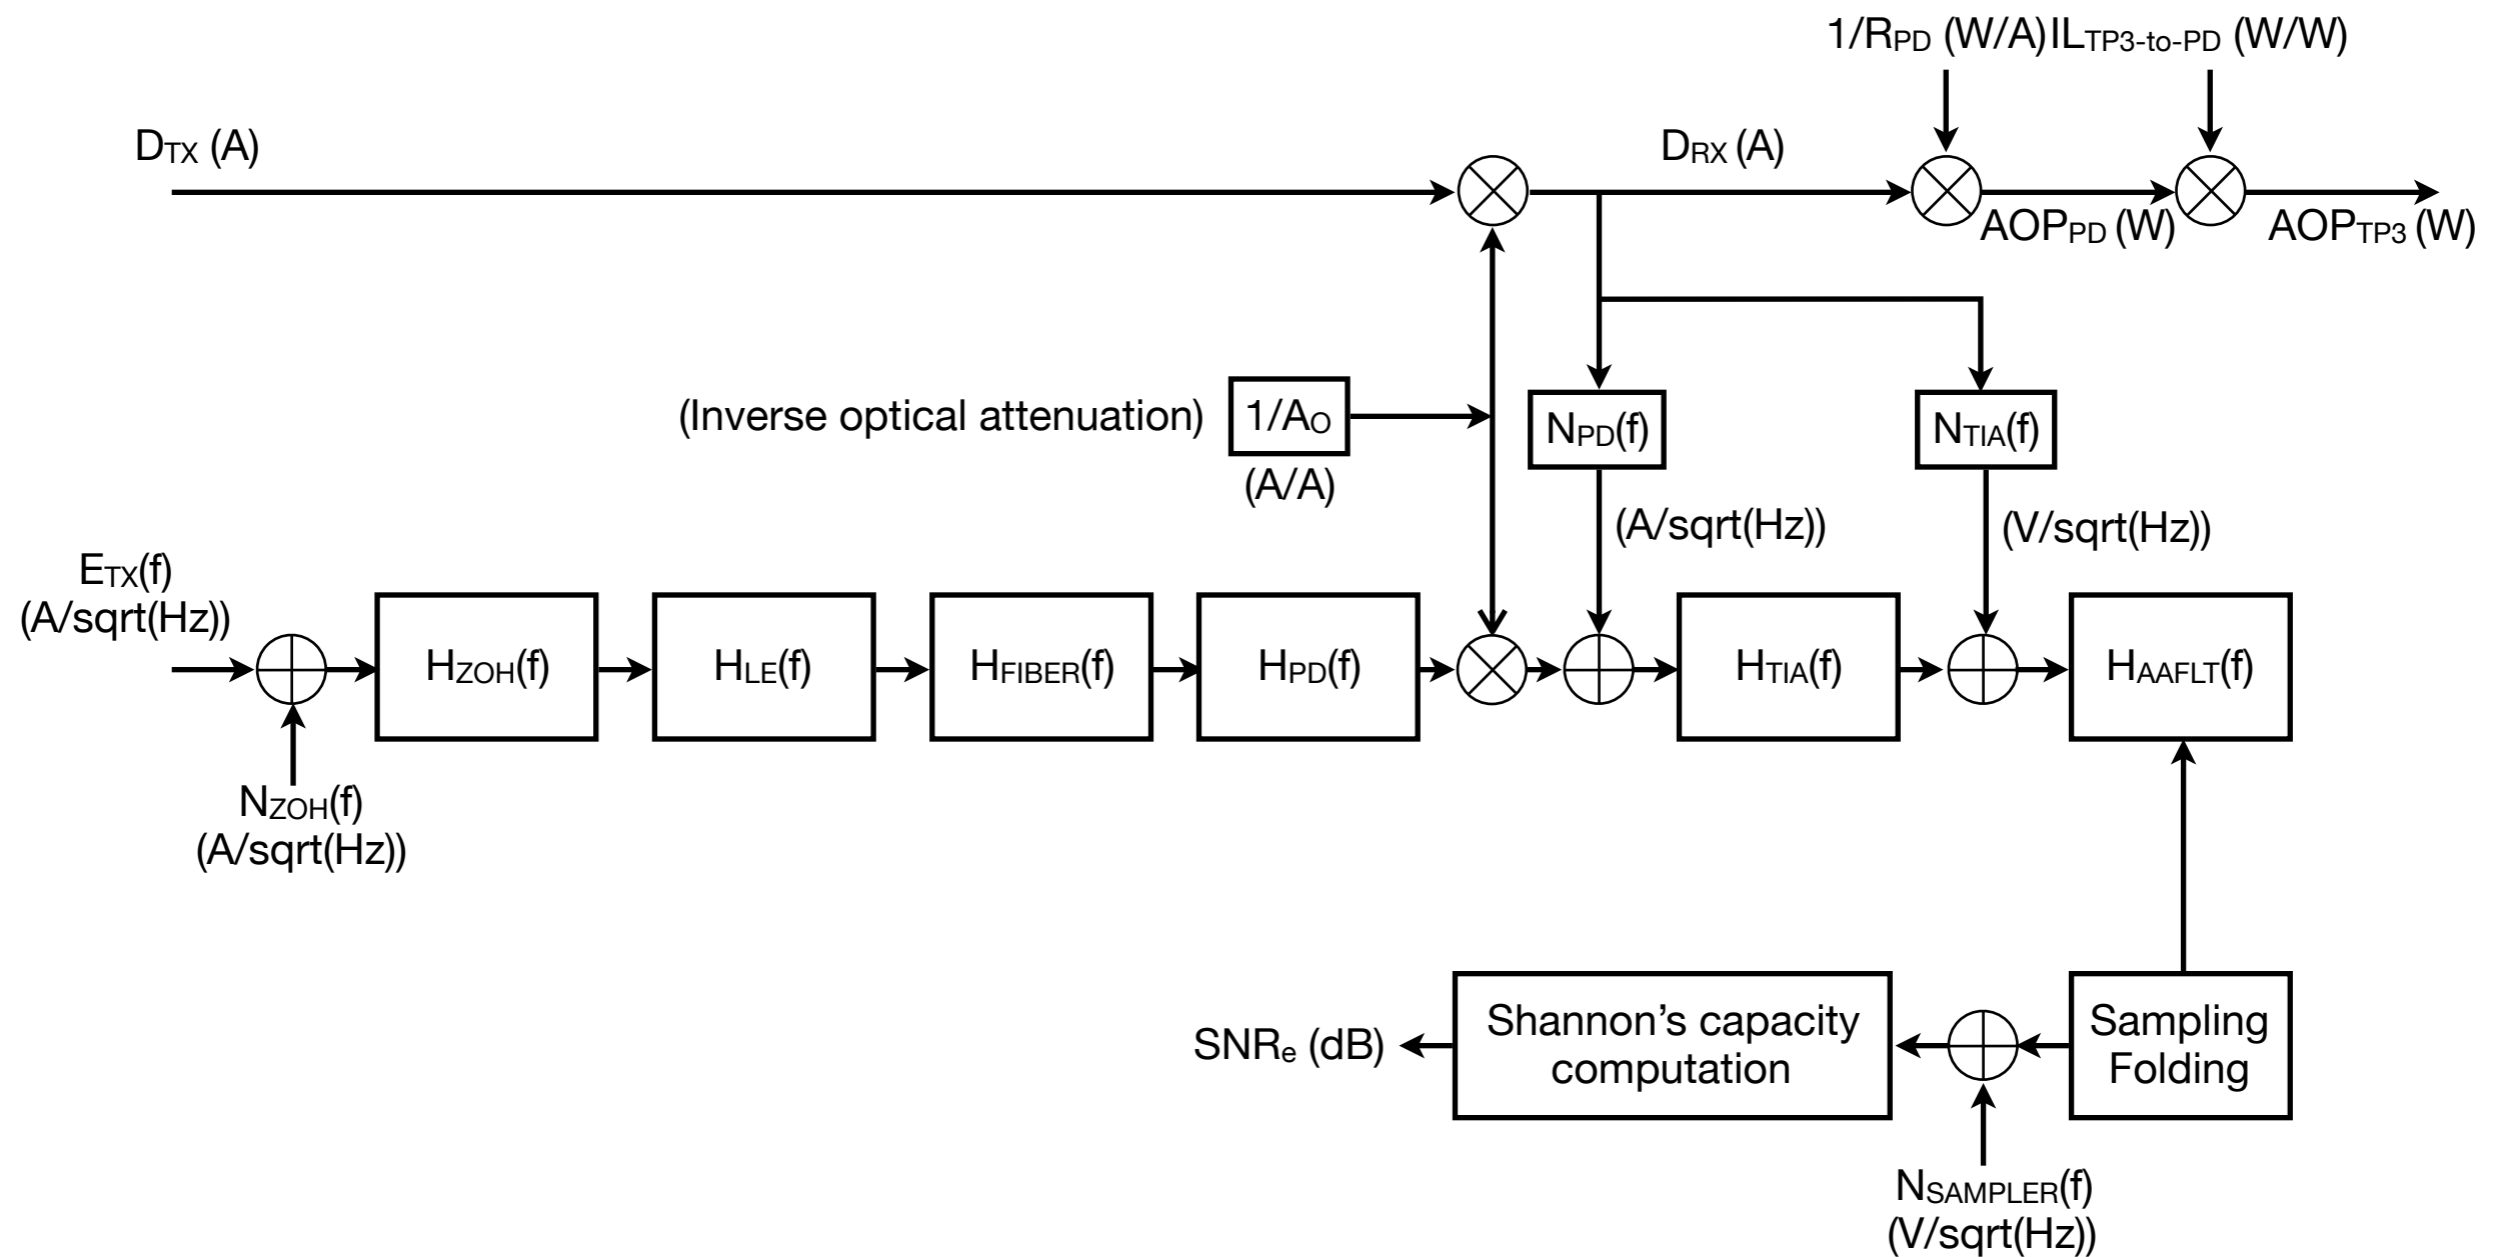 1/RPD (W/A) ILTP3-to-PD (W/W)
DTX (A)
DRX (A)
AOPPD (W)
AOPTP3 (W)
(Inverse optical attenuation)
1/AO
(A/A)
NPD(f)
NTIA(f)
(A/sqrt(Hz))
(V/sqrt(Hz))
ETX(f)
(A/sqrt(Hz))
HZOH(f)
HLE(f)
HFIBER(f)
HPD(f)
HTIA(f)
HAAFLT(f)
NZOH(f)
(A/sqrt(Hz))
SNRe (dB)
Shannon’s capacity
computation
Sampling
Folding
NSAMPLER(f)
(V/sqrt(Hz))